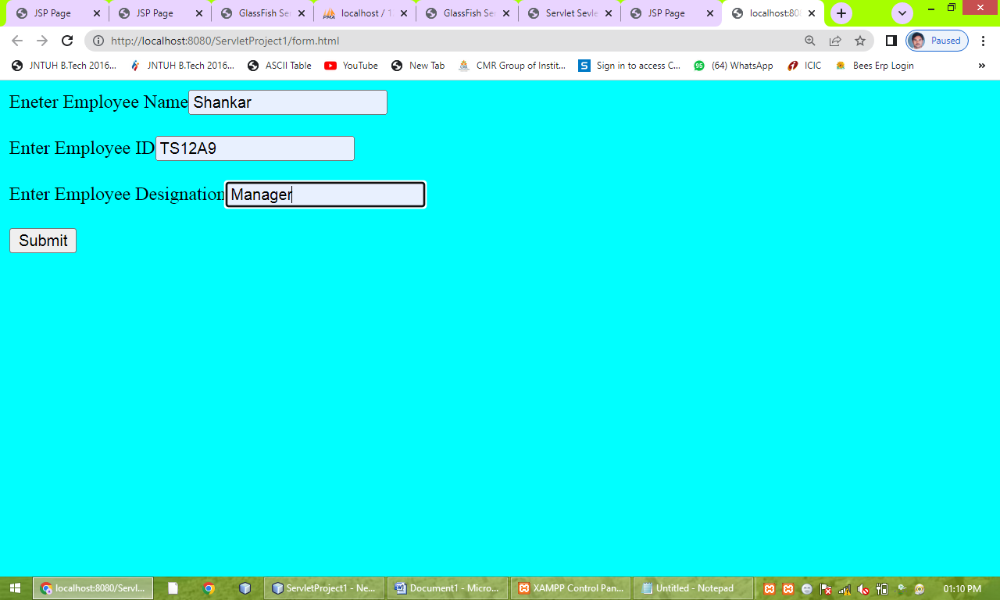 JSP Page
JSP Page
GlassFish Ser
localhost / 1
GlassFish Ser
Servlet Sevle
JSP Page
localhost:808
http://localhost:8080/ServletProject1/form.html
Paused
JNTUH B.Tech 2016...
JNTUH B.Tech 2016...
ASCII Table
YouTube
New Tab
CMR Group of Instit...
S
Sign in to access C...
95
(64) WhatsApp
ICIC
Bees Erp Login
»
Eneter Employee Name Shankar
Enter Employee ID TS12A9
Enter Employee Designation Manager
Submit
localhost:8080/Servl...
ServletProject1 - Ne...
Document1 - Micro...
XAMPP Control Pan...
Untitled - Notepad
01:10 PM